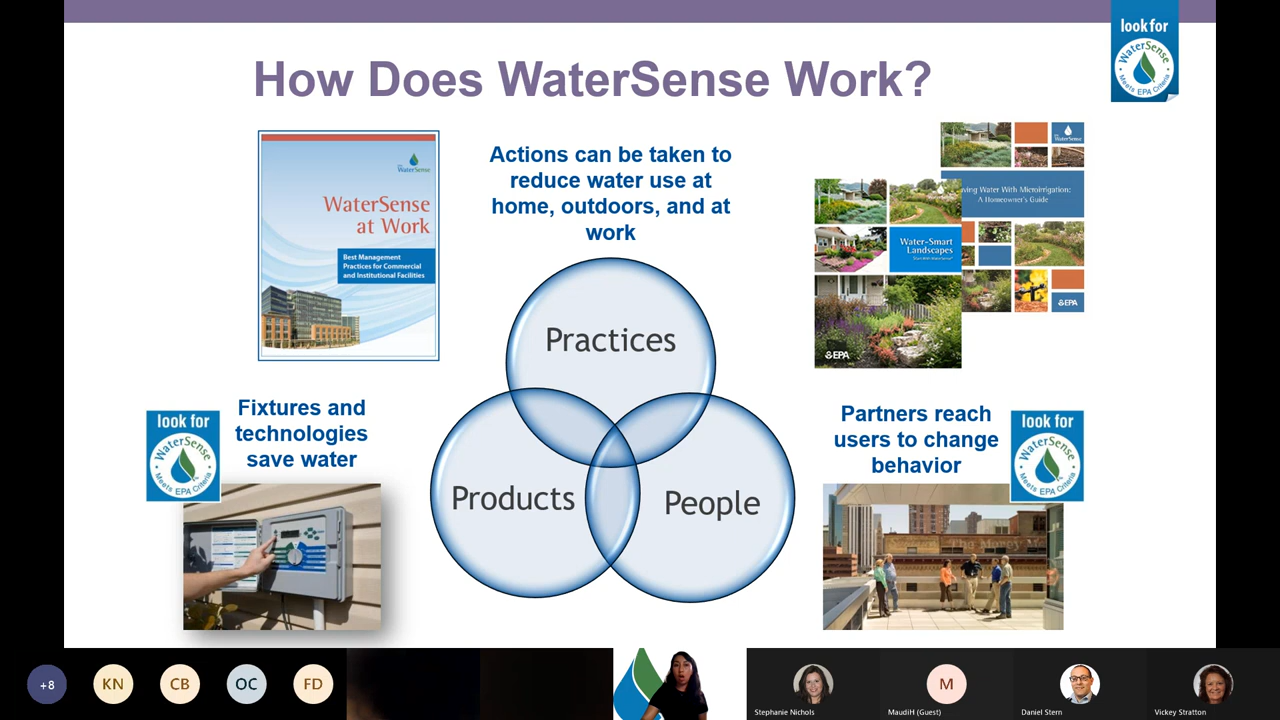 look for
WaterSense
Meets EPA Criteria
How Does WaterSense Work?
WaterSense
WaterSense
at Work
Best Management
Practices for Commercial
and Institutional Facilities
Actions can be taken to
reduce water use at
home, outdoors, and at
work
WaterSense
ving Water With Microirrigation:
A Homeowner's Guide
Water-Smart
Landscapes
EPA
EPA
Practices
Products
People
look for
WaterSense
Meets EPA Criteria
Fixtures and
technologies
save water
Partners reach
users to change
behavior
look for
WaterSense
Meets EPA Criteria
+8
KN
CB
OC
FD
Stephanie Nichols
M
MaudiH (Guest)
Daniel Stern
Vickey Stratton